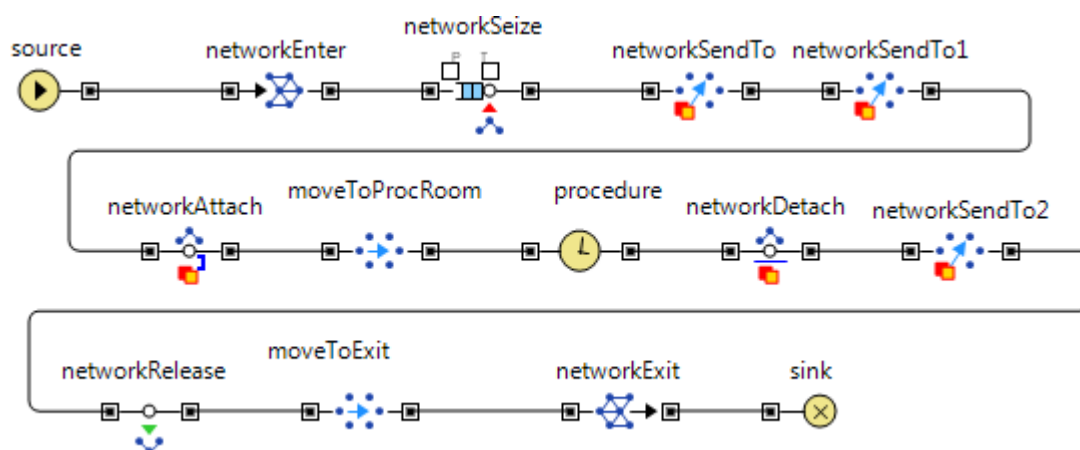 source
networkEnter
networkSeize
P T
networkSendTo
networkSendTo1
networkAttach
moveToProcRoom
procedure
networkDetach
networkSendTo2
networkRelease
moveToExit
networkExit
sink